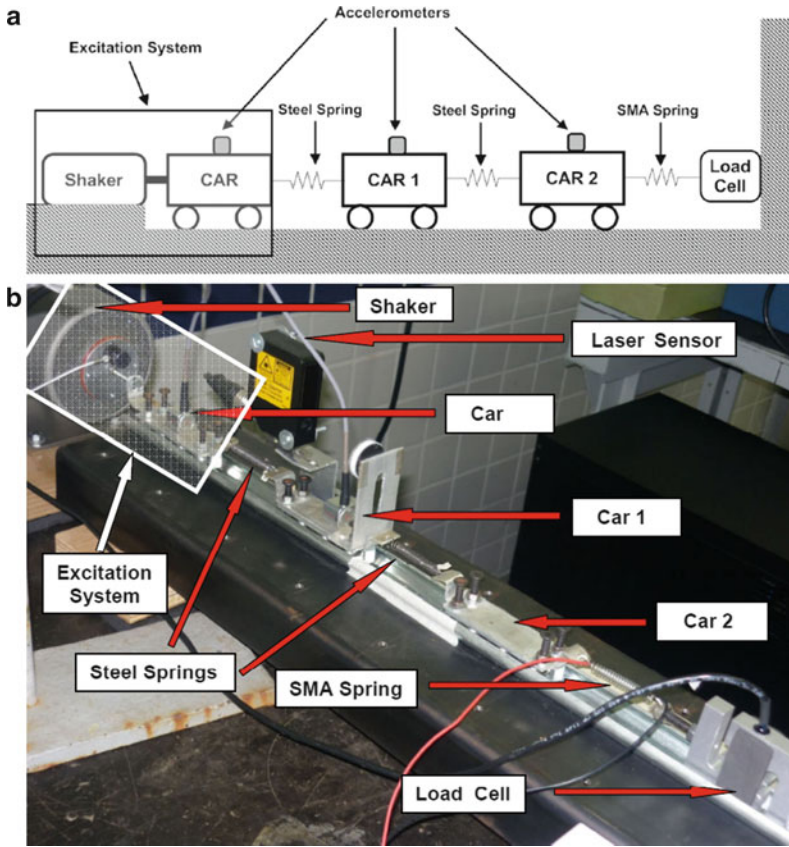 a
Accelerometers
Excitation System
Steel Spring
Steel Spring
SMA Spring
Shaker
CAR
CAR 1
CAR 2
Load
Cell
b
Shaker
Laser Sensor
Car
Car 1
Excitation
System
Car 2
Steel Springs
SMA Spring
Load Cell